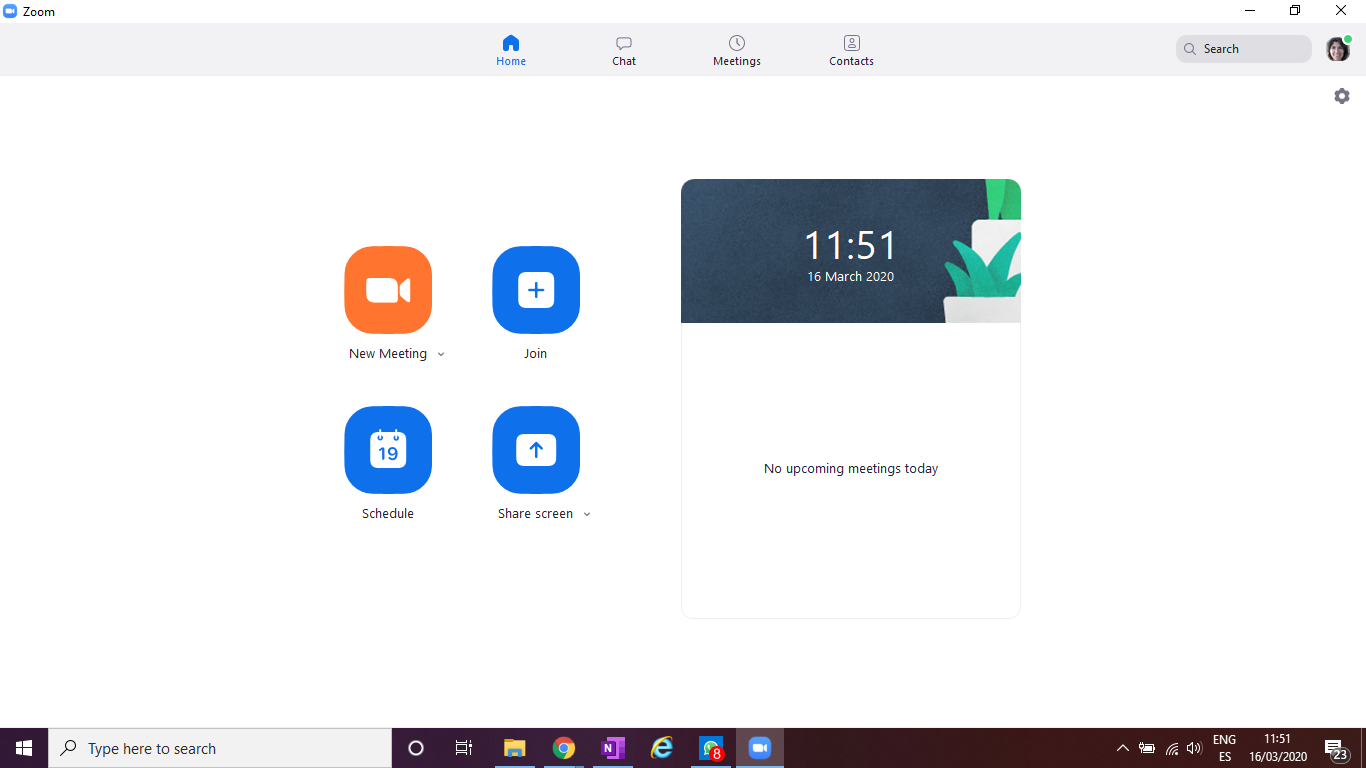 Zoom
Home
Chat
Meetings
Contacts
Search
11:51
16 March 2020
New Meeting
Join
19
Schedule
Share screen
No upcoming meetings today
Type here to search
N
8
ENG
ES
11:51
16/03/2020
23